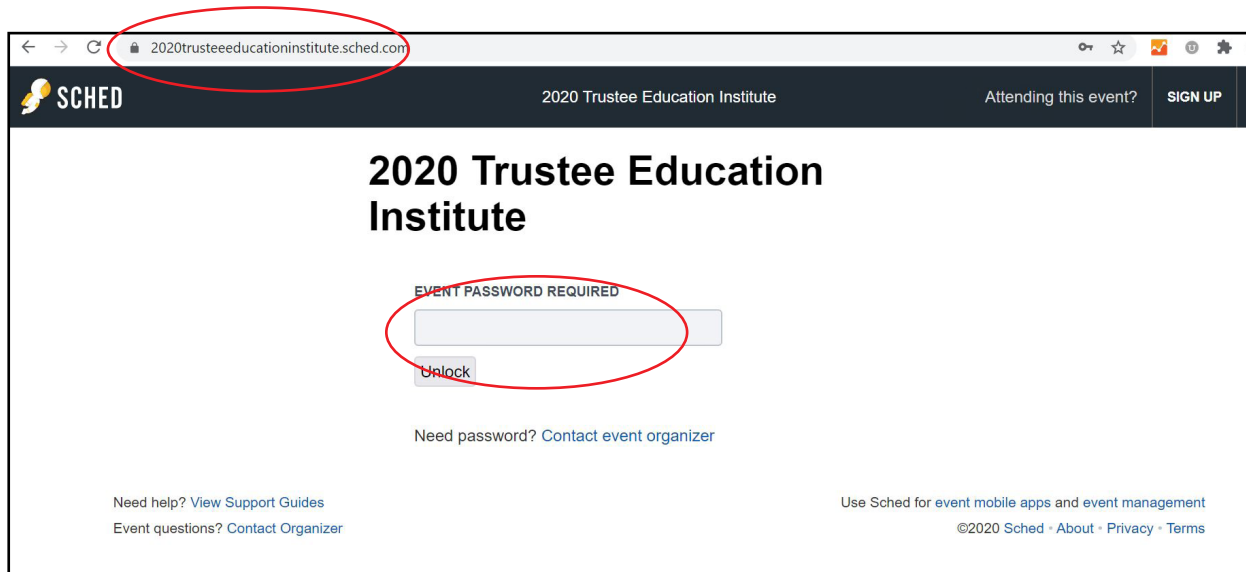 2020trusteeeducationinstitute.sched.com
SCHED
2020 Trustee Education Institute
Attending this event?
SIGN UP
2020 Trustee Education
Institute
EVENT PASSWORD REQUIRED
Unlock
Need password? Contact event organizer
Need help? View Support Guides
Event questions? Contact Organizer
Use Sched for event mobile apps and event management
©2020 Sched • About • Privacy • Terms